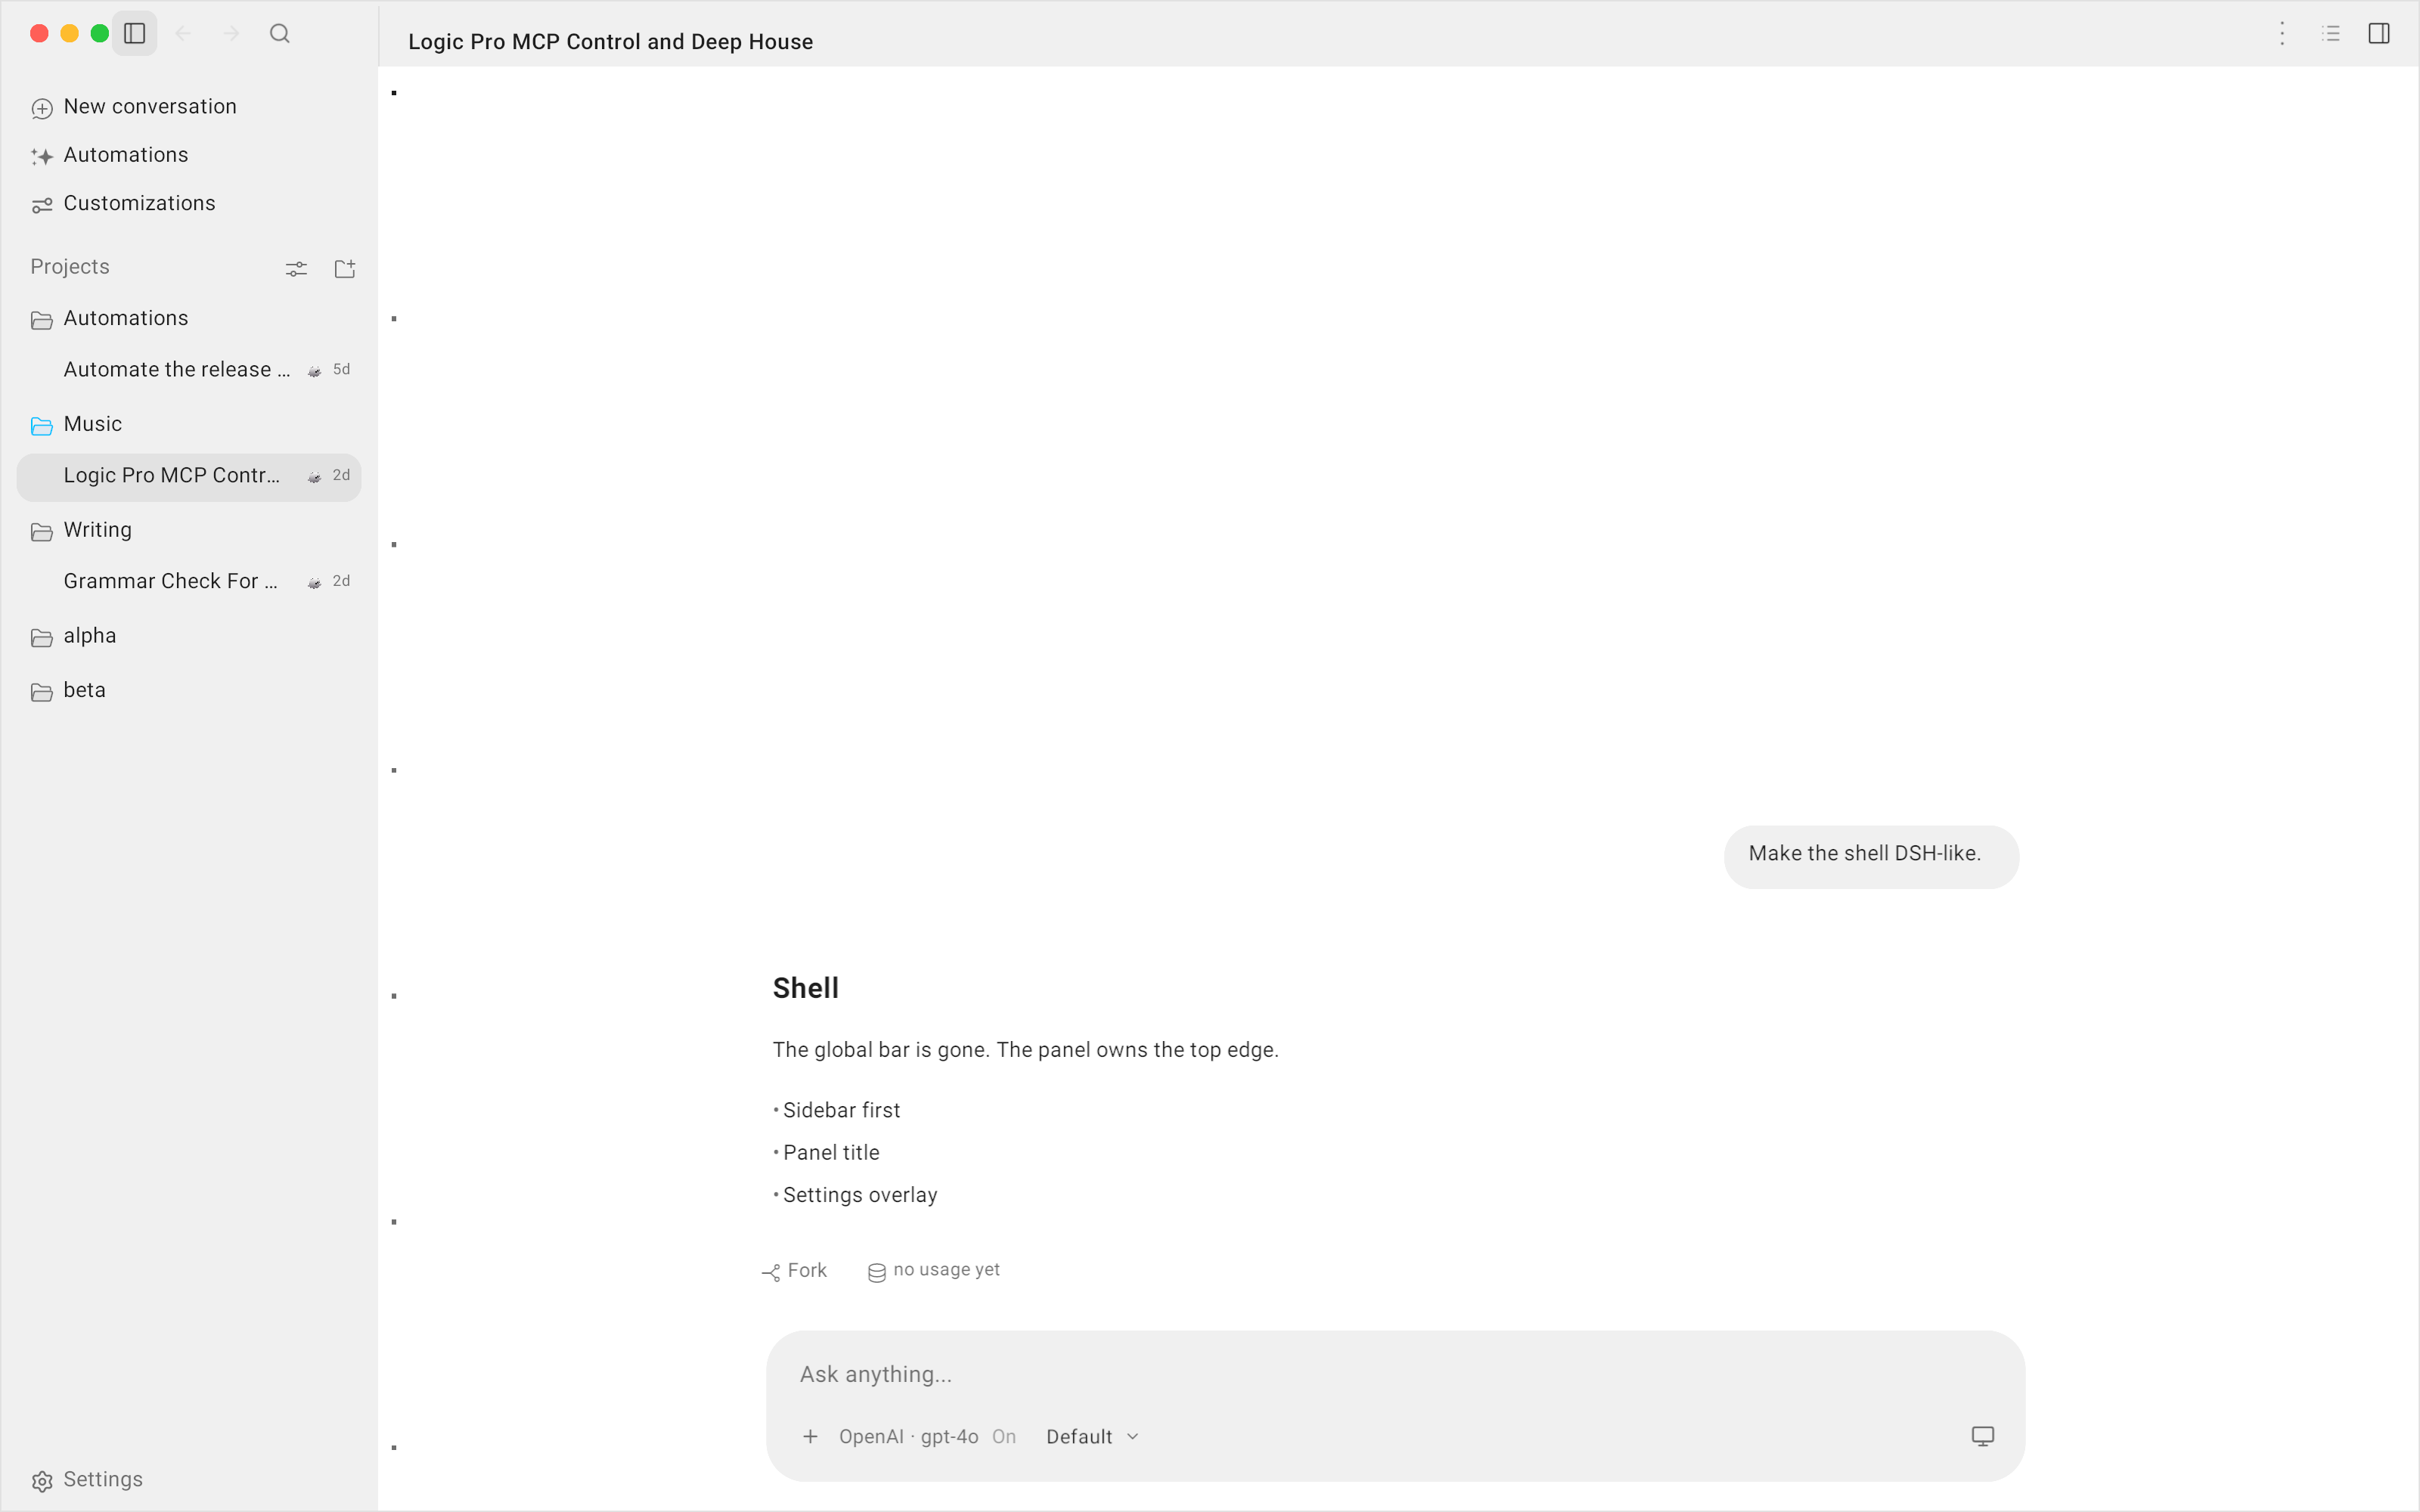 Logic Pro MCP Control and Deep House
New conversation
Automations
Customizations
Projects
Automations
Automate the release ... 5d
Music
Logic Pro MCP Contr... 2d
Writing
Grammar Check For ... 2d
alpha
beta
Settings
Make the shell DSH-like.
Shell
The global bar is gone. The panel owns the top edge.
• Sidebar first
• Panel title
• Settings overlay
Fork no usage yet
Ask anything...
OpenAI · gpt-4o On Default